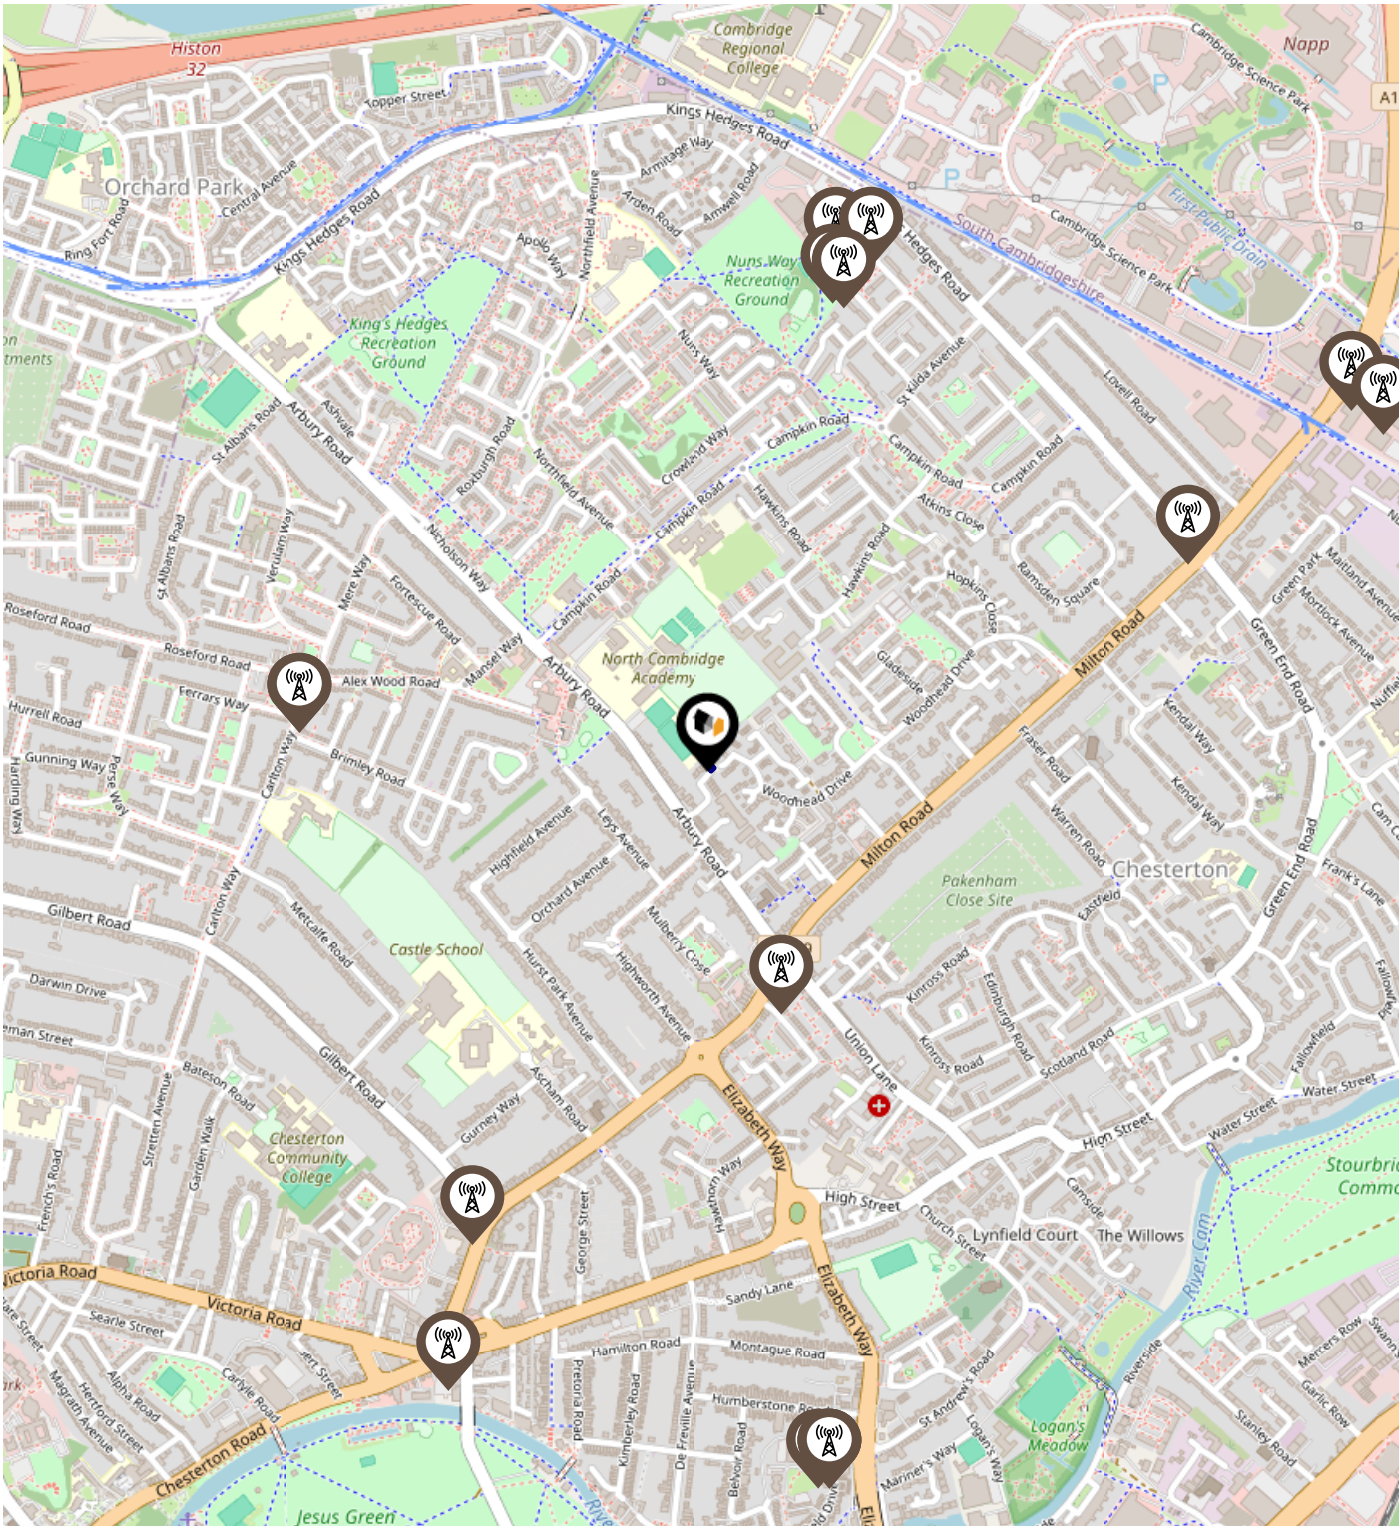 Histon
32
Cambridge
Regional
College
Napp
Cambridge Science Park
A1
Topper Street
Kings Hedges Road
Armitage Way
Orchard Park
Central Avenue
Ring Fort Road
Kings Hedges Road
Northfield Avenue
Arden Road
Amwell Road
Apollo Way
P
P
First Public Drain
Cambridge Science Park
South Cambridgeshire
Hedges Road
Nuns Way
Recreation
Ground
King's Hedges
Recreation
Ground
Nuns Way
St Kilda Avenue
Lovell Road
on
tments
St Albans Road
Arbury Road
Ashvale
Roxburgh Road
Northfield Avenue
Crowland Way
Campkin Road
Campkin Road
Campkin Road
Campkin Road
Hawkins Road
Atkins Close
Nicholson Way
Hawkins Road
Hopkins Close
Ramsden Square
St Albans Road
Verulam Way
Mere Way
Fortescue Road
Campkin Road
Green Park
Maitland Avenue
Mortlock Avenue
Roseford Road
Roseford Road
Mansel Way
Arbury Road
North Cambridge
Academy
Gladeside
Woodhead Drive
Milton Road
Green End Road
Alex Wood Road
Ferrars Way
Hurrell Road
Gunning Way
Perse Way
Harding Way
Carlton Way
Brimley Road
Woodhead Drive
Fraser Road
Kendal Way
Kendal Way
Warren Road
Arbury Road
Milton Road
Highfield Avenue
Leys Avenue
Orchard Avenue
Pakenham
Close Site
Chesterton
Eastfield
Green End Road
Frank's Lane
Gilbert Road
Carlton Way
Metcalfe Road
Castle School
Mulberry Close
Hurst Park Avenue
Highworth Avenue
9
Kinross Road
Edinburgh Road
Kinross Road
Scotland Road
Fallowfield
Darwin Drive
eman Street
Gilbert Road
Bateson Road
Stretten Avenue
Garden Walk
Ascham Road
Gurney Way
Elizabeth Way
Union Lane
High Street
Water Street
Water Street
Chesterton
Community
College
French's Road
Hawthorn Way
George Street
High Street
Church Street
Camside
Lynfield Court
The Willows
River Cam
Stourbri
Commo
Victoria Road
Victoria Road
Searle Street
Sandy Lane
Elizabeth Way
Hamilton Road
Montague Road
Riverside
Mercers Row
Swan
Garlic Row
Alpha Road
Hertford Street
Magrath Avenue
Carlyle Road
Pretoria Road
Kimberley Road
De Freville Avenue
Humberstone Ro
Belvoir Road
St Andrew's Road
Logan's Way
Logan's
Meadow
Mariner's Way
Stanley Road
Chesterton Road
Jesus Green